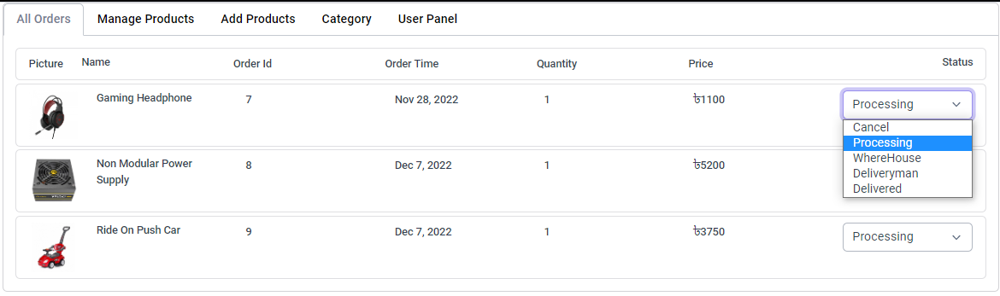 All Orders
Manage Products
Add Products
Category
User Panel
Picture
Name
Order Id
Order Time
Quantity
Price
Status
Gaming Headphone
7
Nov 28, 2022
1
৳1100
Processing
Cancel
Processing
WhereHouse
Deliveryman
Delivered
Non Modular Power
Supply
8
Dec 7, 2022
1
৳5200
Ride On Push Car
9
Dec 7, 2022
1
৳3750
Processing